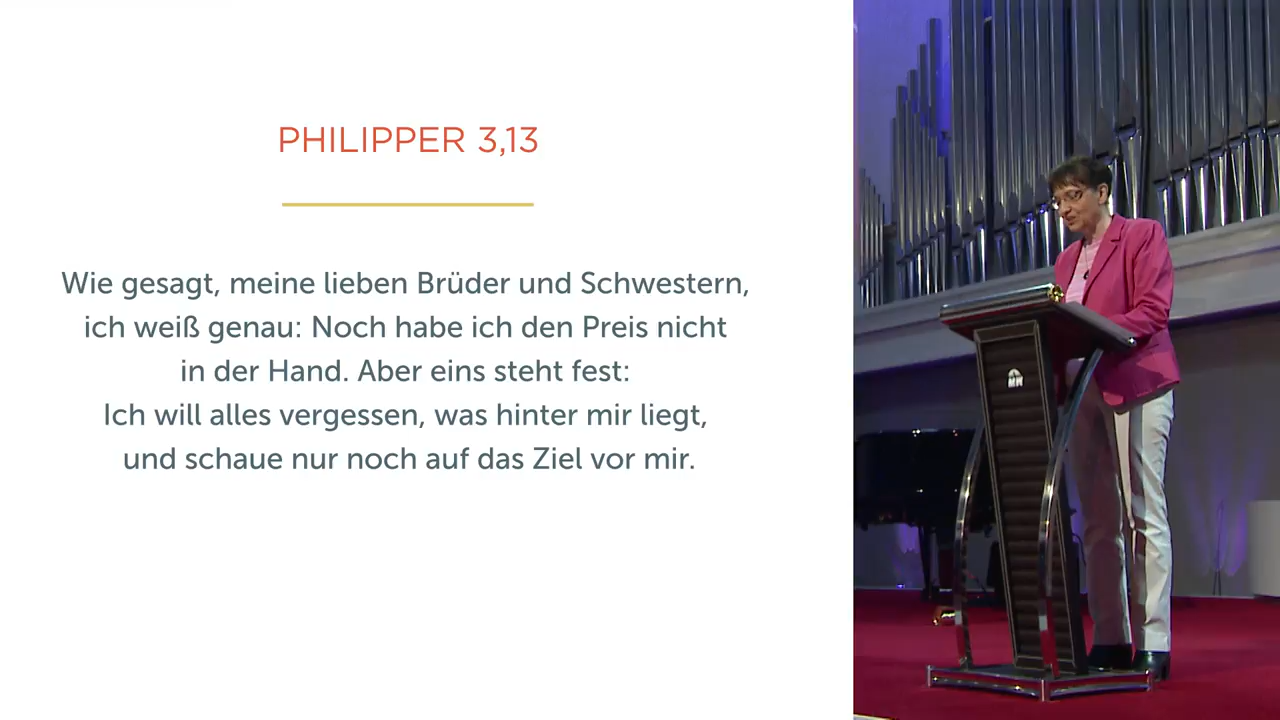 PHILIPPER 3,13
Wie gesagt, meine lieben Brüder und Schwestern,
ich weiß genau: Noch habe ich den Preis nicht
in der Hand. Aber eins steht fest:
Ich will alles vergessen, was hinter mir liegt,
und schaue nur noch auf das Ziel vor mir.